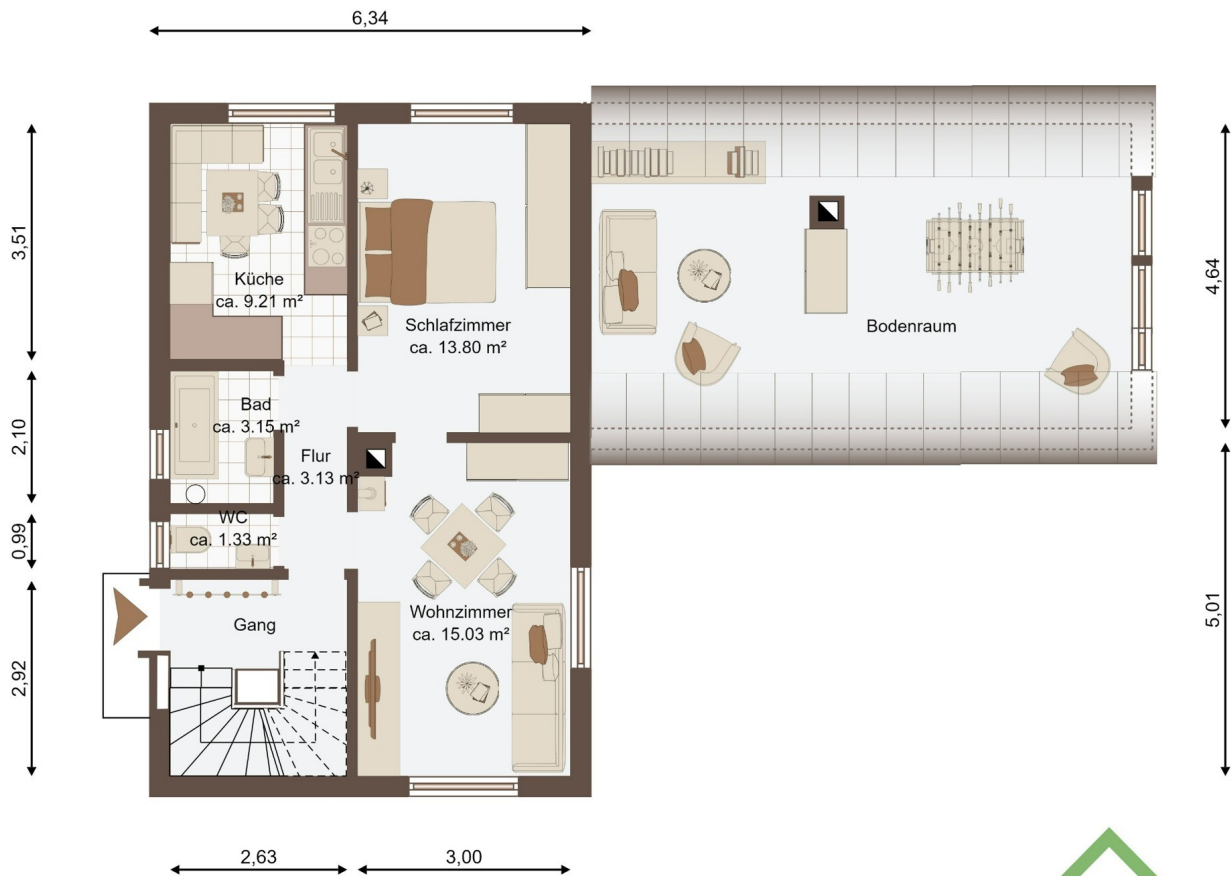 6,34
3,51
Küche
ca. 9.21 m²
Schlafzimmer
ca. 13.80 m²
Bodenraum
4,64
2,10
Bad
ca. 3.15 m²
Flur
ca. 3.13 m²
0,99
WC
ca. 1.33 m²
2,92
Gang
Wohnzimmer
ca. 15.03 m²
5,01
2,63
3,00